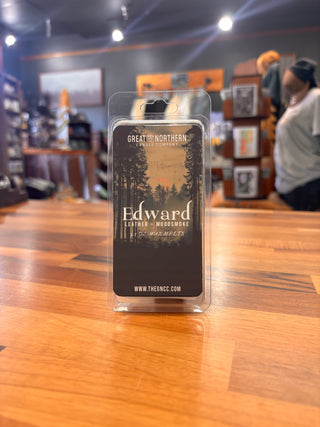 GREAT NORTHERN
CANDLE COMPANY
Edward
LEATHER + WOODSMOKE
WAX MELTS
WWW.THEGNCC.COM